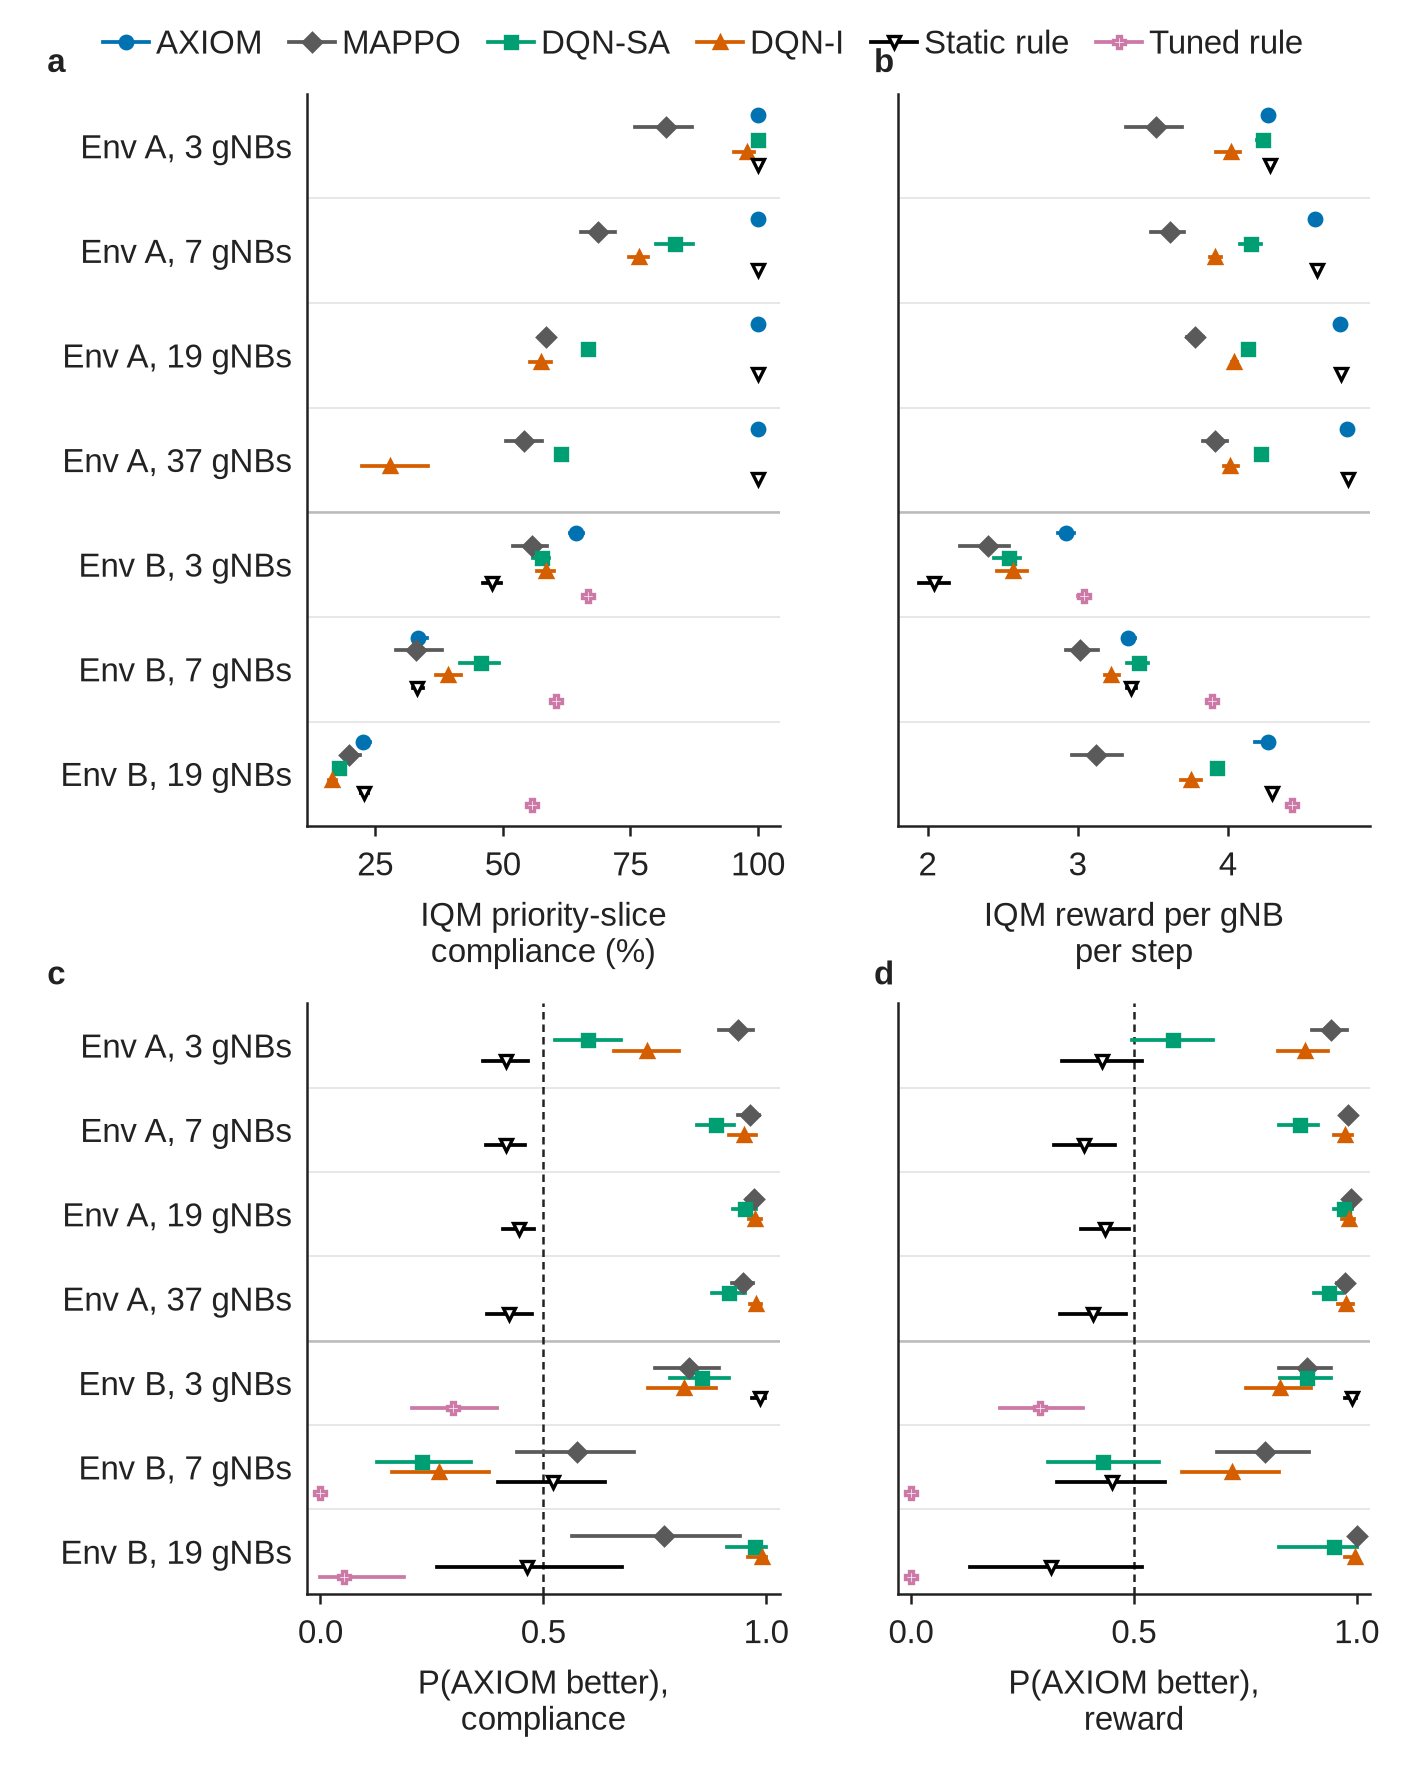 AXIOM MAPPO DQN-SA DQN-I Static rule Tuned rule
a b
Env A, 3 gNBs
Env A, 7 gNBs
Env A, 19 gNBs
Env A, 37 gNBs
Env B, 3 gNBs
Env B, 7 gNBs
Env B, 19 gNBs
25 50 75 100
IQM priority-slice
compliance (%)
2 3 4
IQM reward per gNB
per step
c d
Env A, 3 gNBs
Env A, 7 gNBs
Env A, 19 gNBs
Env A, 37 gNBs
Env B, 3 gNBs
Env B, 7 gNBs
Env B, 19 gNBs
0.0 0.5 1.0
P(AXIOM better),
compliance
0.0 0.5 1.0
P(AXIOM better),
reward